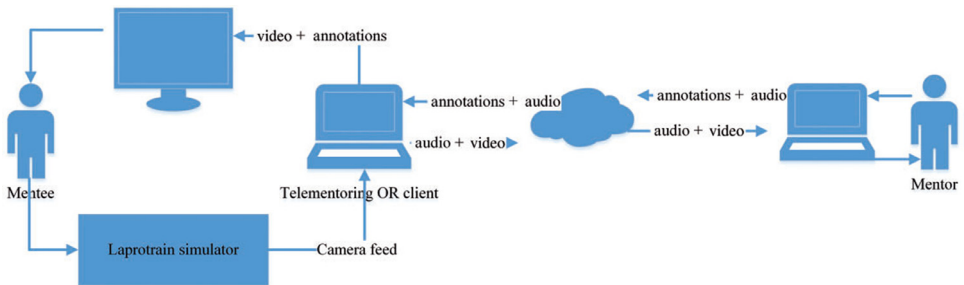 video + annotations
annotations + audio
annotations + audio
audio + video
audio + video
Mentee
Telementoring OR client
Mentor
Laprotrain simulator
Camera feed